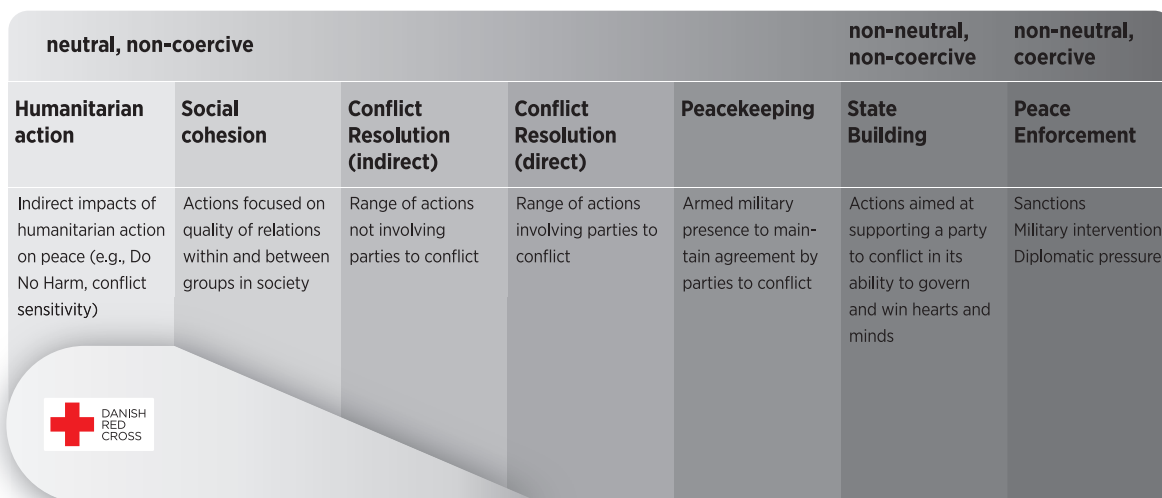 neutral, non-coercive
non-neutral,
non-coercive
non-neutral,
coercive
Humanitarian
action
Social
cohesion
Conflict
Resolution
(indirect)
Conflict
Resolution
(direct)
Peacekeeping
State
Building
Peace
Enforcement
Indirect impacts of
humanitarian action
on peace (e.g., Do
No Harm, conflict
sensitivity)
Actions focused on
quality of relations
within and between
groups in society
Range of actions
not involving
parties to conflict
Range of actions
involving parties to
conflict
Armed military
presence to main-
tain agreement by
parties to conflict
Actions aimed at
supporting a party
to conflict in its
ability to govern
and win hearts and
minds
Sanctions
Military intervention
Diplomatic pressure
DANISH
RED
CROSS